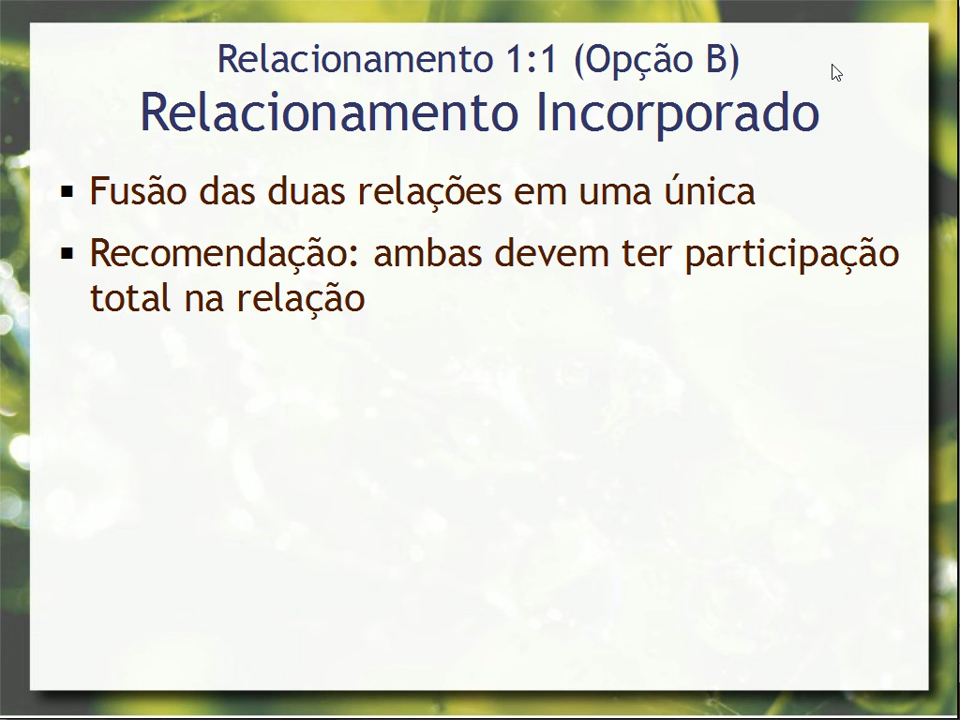 Relacionamento 1:1 (Opção B)
Relacionamento Incorporado
▪ Fusão das duas relações em uma única
▪ Recomendação: ambas devem ter participação
total na relação